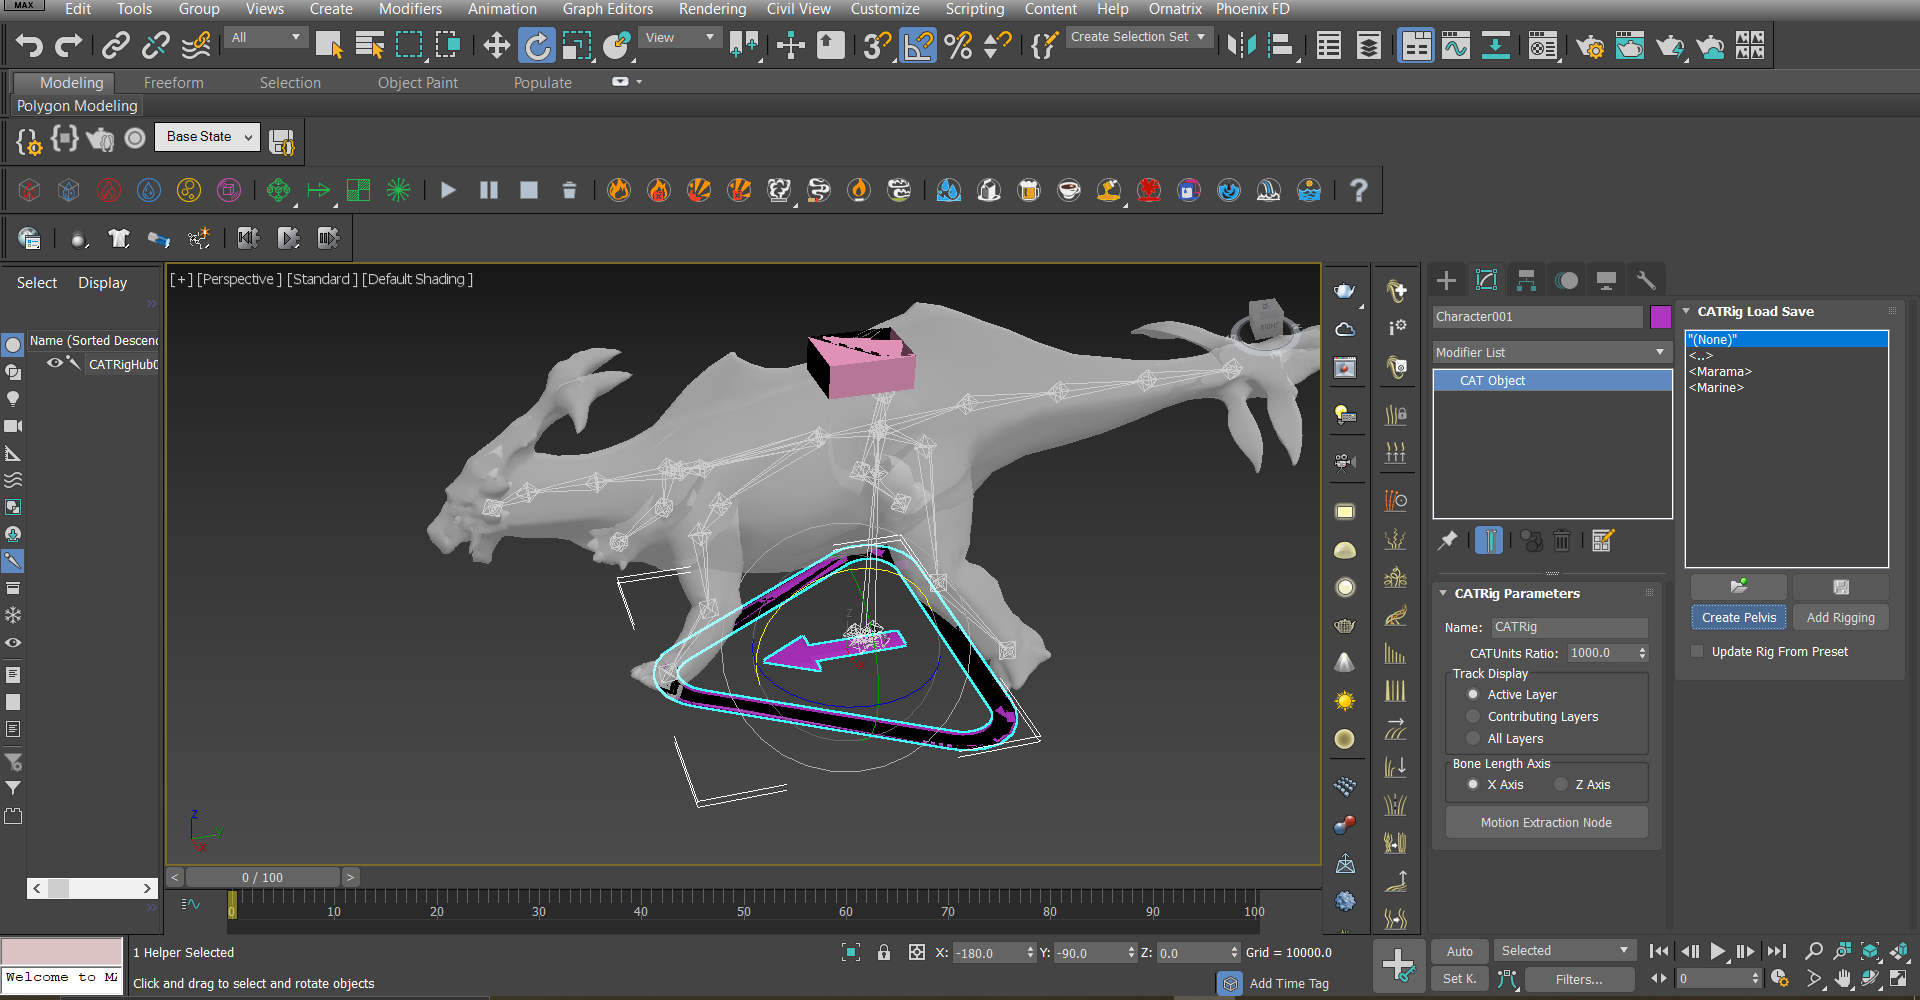 MAX
Edit Tools Group Views Create Modifiers Animation Graph Editors Rendering Civil View Customize Scripting Content Help Ornatrix Phoenix FD
All
View
3
Create Selection Set
Modeling Freeform Selection Object Paint Populate
Polygon Modeling
Base State
Select Display
Name (Sorted Descend
CATRigHub0
[+] [Perspective ] [Standard ] [Default Shading ]
RIGHT
z
y
x
< 0 / 100 >
0 10 20 30 40 50 60 70 80 90 100
Character001
Modifier List
CAT Object
CATRig Parameters
Name: CATRig
CATUnits Ratio: 1000.0
Track Display
Active Layer
Contributing Layers
All Layers
Bone Length Axis
X Axis Z Axis
Motion Extraction Node
CATRig Load Save
"(None)"
<..>
<Marama>
<Marine>
Create Pelvis Add Rigging
Update Rig From Preset
Welcome to MA
1 Helper Selected
Click and drag to select and rotate objects
X: -180.0 Y: -90.0 Z: 0.0 Grid = 10000.0
Add Time Tag
Auto Selected
Set K. Filters...
0